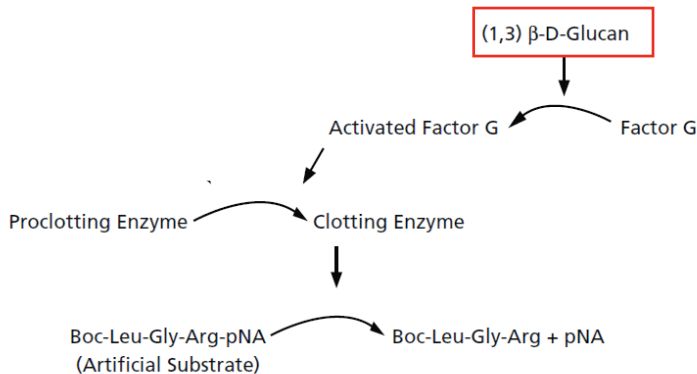 (1,3) β-D-Glucan
Activated Factor G
Factor G
Proclotting Enzyme
Clotting Enzyme
Boc-Leu-Gly-Arg-pNA
Boc-Leu-Gly-Arg + pNA
(Artificial Substrate)